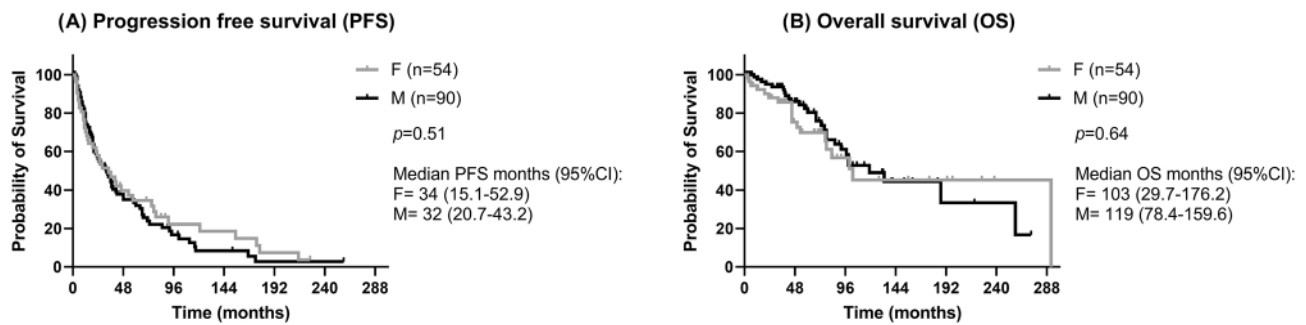 (A) Progression free survival (PFS)
Probability of Survival
100
80
60
40
20
0
0 48 96 144 192 240 288
Time (months)
F (n=54)
M (n=90)
p=0.51
Median PFS months (95%CI):
F= 34 (15.1-52.9)
M= 32 (20.7-43.2)
(B) Overall survival (OS)
Probability of Survival
100
80
60
40
20
0
0 48 96 144 192 240 288
Time (months)
F (n=54)
M (n=90)
p=0.64
Median OS months (95%CI):
F= 103 (29.7-176.2)
M= 119 (78.4-159.6)